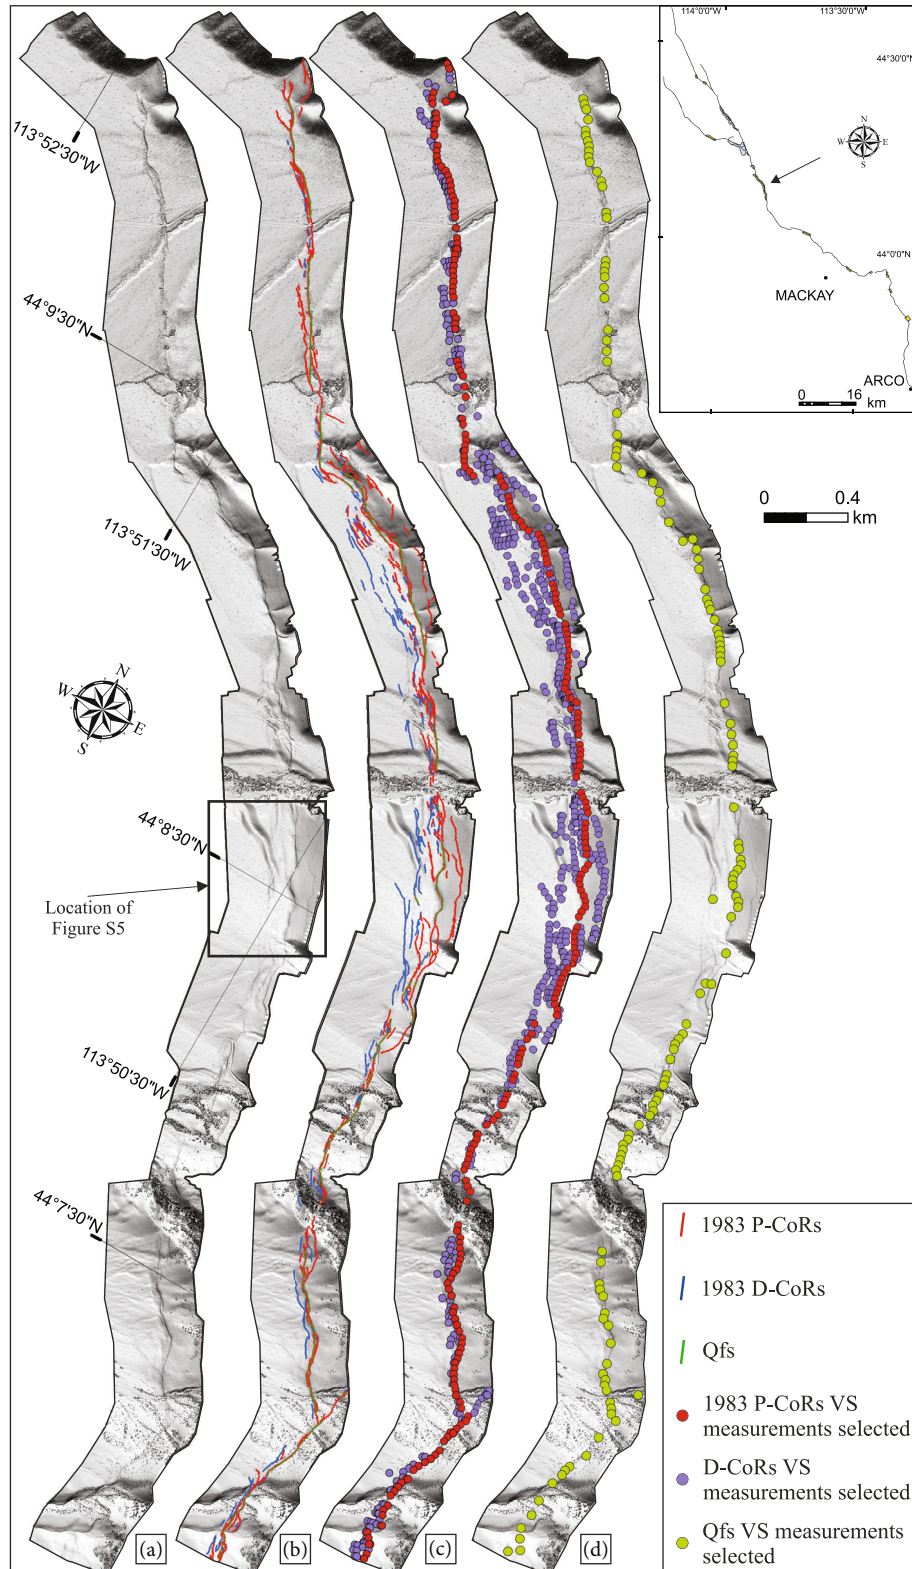 114°0'0"W
113°30'0"W
44°30'0"N
N
W
E
S
44°0'0"N
MACKAY
ARCO
0 16
km
113°52'30"W
44°9'30"N
113°51'30"W
0 0.4
km
N
W
E
S
44°8'30"N
Location of
Figure S5
113°50'30"W
44°7'30"N
1983 P-CoRs
1983 D-CoRs
Qfs
1983 P-CoRs VS
measurements selected
D-CoRs VS
measurements selected
Qfs VS measurements
selected
(a)
(b)
(c)
(d)